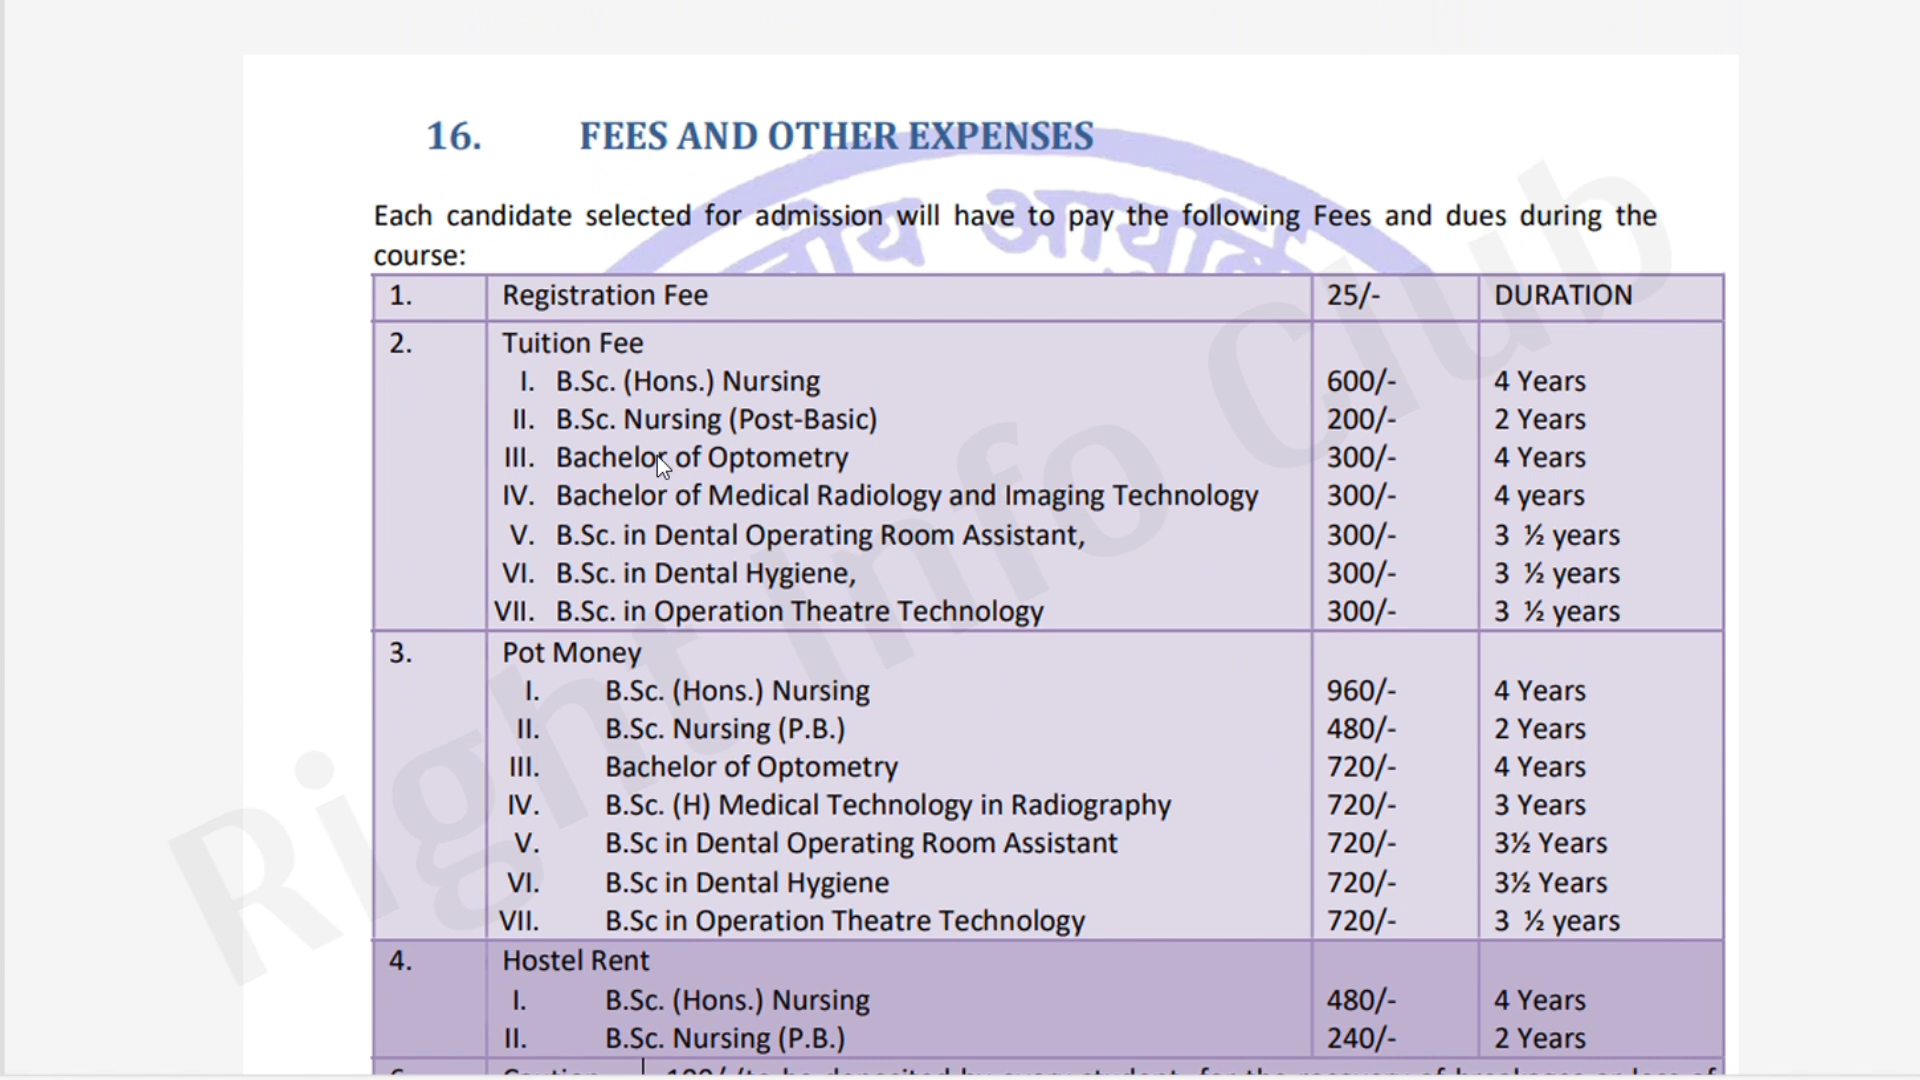 16. FEES AND OTHER EXPENSES
Each candidate selected for admission will have to pay the following Fees and dues during the
course:
1. Registration Fee 25/- DURATION
2. Tuition Fee
I. B.Sc. (Hons.) Nursing 600/- 4 Years
II. B.Sc. Nursing (Post-Basic) 200/- 2 Years
III. Bachelor of Optometry 300/- 4 Years
IV. Bachelor of Medical Radiology and Imaging Technology 300/- 4 years
V. B.Sc. in Dental Operating Room Assistant, 300/- 3 ½ years
VI. B.Sc. in Dental Hygiene, 300/- 3 ½ years
VII. B.Sc. in Operation Theatre Technology 300/- 3 ½ years
3. Pot Money
I. B.Sc. (Hons.) Nursing 960/- 4 Years
II. B.Sc. Nursing (P.B.) 480/- 2 Years
III. Bachelor of Optometry 720/- 4 Years
IV. B.Sc. (H) Medical Technology in Radiography 720/- 3 Years
V. B.Sc in Dental Operating Room Assistant 720/- 3½ Years
VI. B.Sc in Dental Hygiene 720/- 3½ Years
VII. B.Sc in Operation Theatre Technology 720/- 3 ½ years
4. Hostel Rent
I. B.Sc. (Hons.) Nursing 480/- 4 Years
II. B.Sc. Nursing (P.B.) 240/- 2 Years
Right Info Club